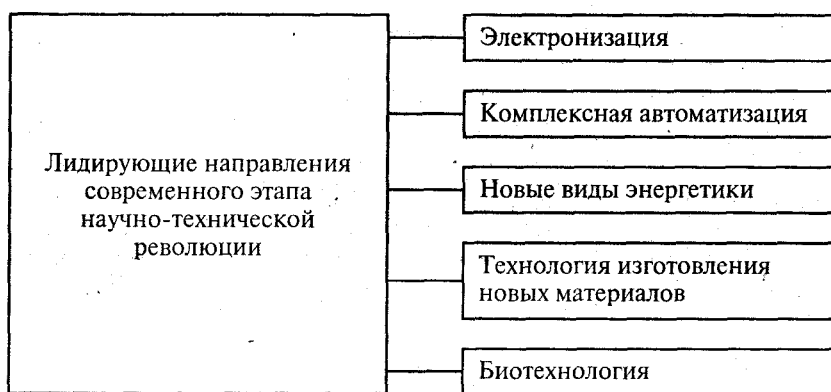 Лидирующие направления
современного этапа
научно-технической
революции
Электронизация
Комплексная автоматизация
Новые виды энергетики
Технология изготовления
новых материалов
Биотехнология